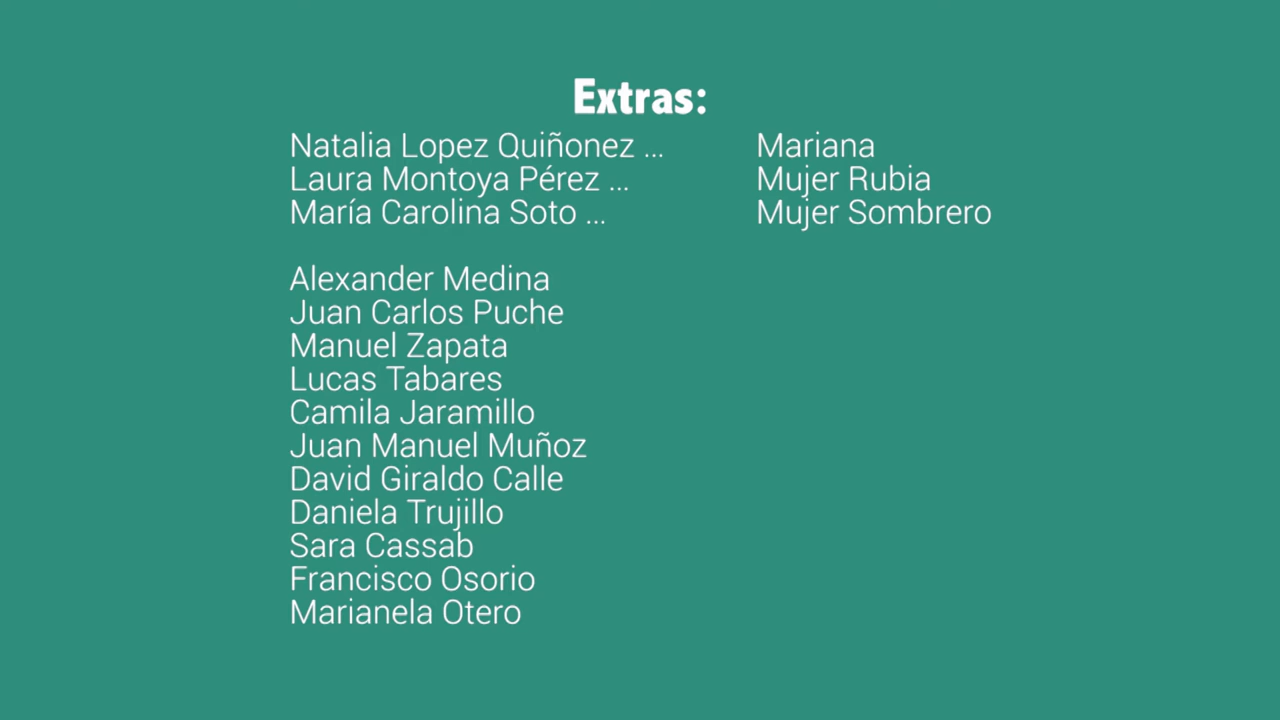 Extras:
Natalia Lopez Quiñonez ... Mariana
Laura Montoya Pérez ... Mujer Rubia
María Carolina Soto ... Mujer Sombrero
Alexander Medina
Juan Carlos Puche
Manuel Zapata
Lucas Tabares
Camila Jaramillo
Juan Manuel Muñoz
David Giraldo Calle
Daniela Trujillo
Sara Cassab
Francisco Osorio
Marianela Otero